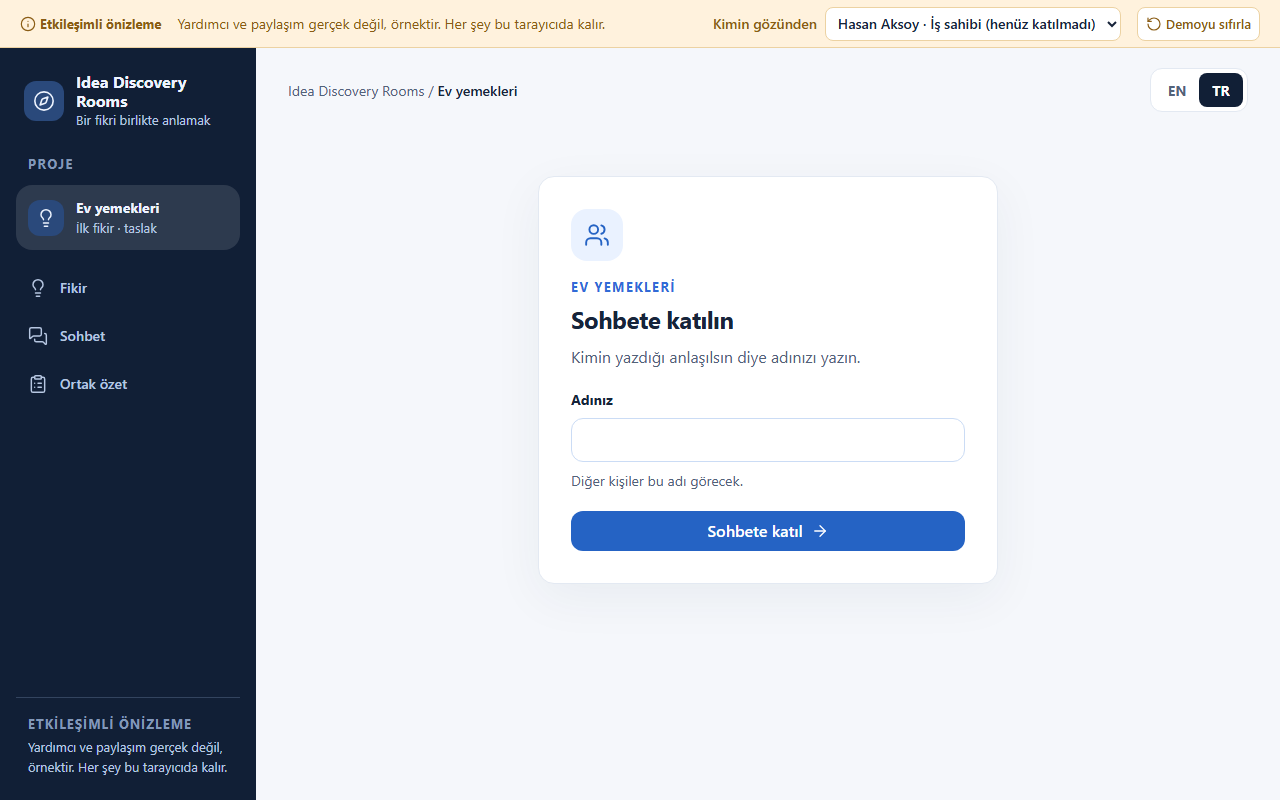 Etkileşimli önizleme Yardımcı ve paylaşım gerçek değil, örnektir. Her şey bu tarayıcıda kalır. Kimin gözünden Hasan Aksoy · İş sahibi (henüz katılmadı) Demoyu sıfırla
Idea Discovery
Rooms
Bir fikri birlikte anlamak
PROJE
Ev yemekleri
İlk fikir · taslak
Fikir
Sohbet
Ortak özet
ETKİLEŞİMLİ ÖNİZLEME
Yardımcı ve paylaşım gerçek değil,
örnektir. Her şey bu tarayıcıda kalır.
Idea Discovery Rooms / Ev yemekleri
EN TR
EV YEMEKLERİ
Sohbete katılın
Kimin yazdığı anlaşılsın diye adınızı yazın.
Adınız
Diğer kişiler bu adı görecek.
Sohbete katıl